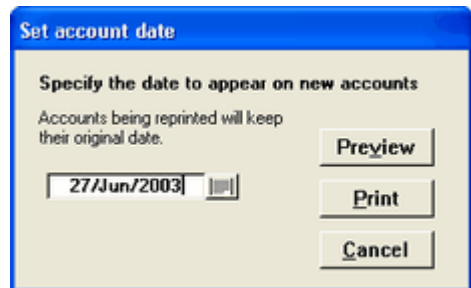 Set account date
Specify the date to appear on new accounts
Accounts being reprinted will keep
their original date.
Preview
27/Jun/2003
Print
Cancel